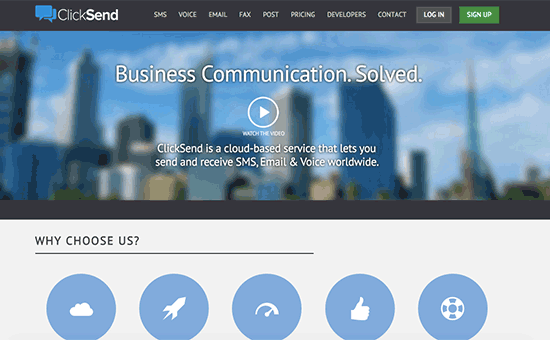 ClickSend
SMS VOICE EMAIL FAX POST PRICING DEVELOPERS CONTACT LOG IN SIGN UP
Business Communication. Solved.
WATCH THE VIDEO
ClickSend is a cloud-based service that lets you
send and receive SMS, Email & Voice worldwide.
WHY CHOOSE US?